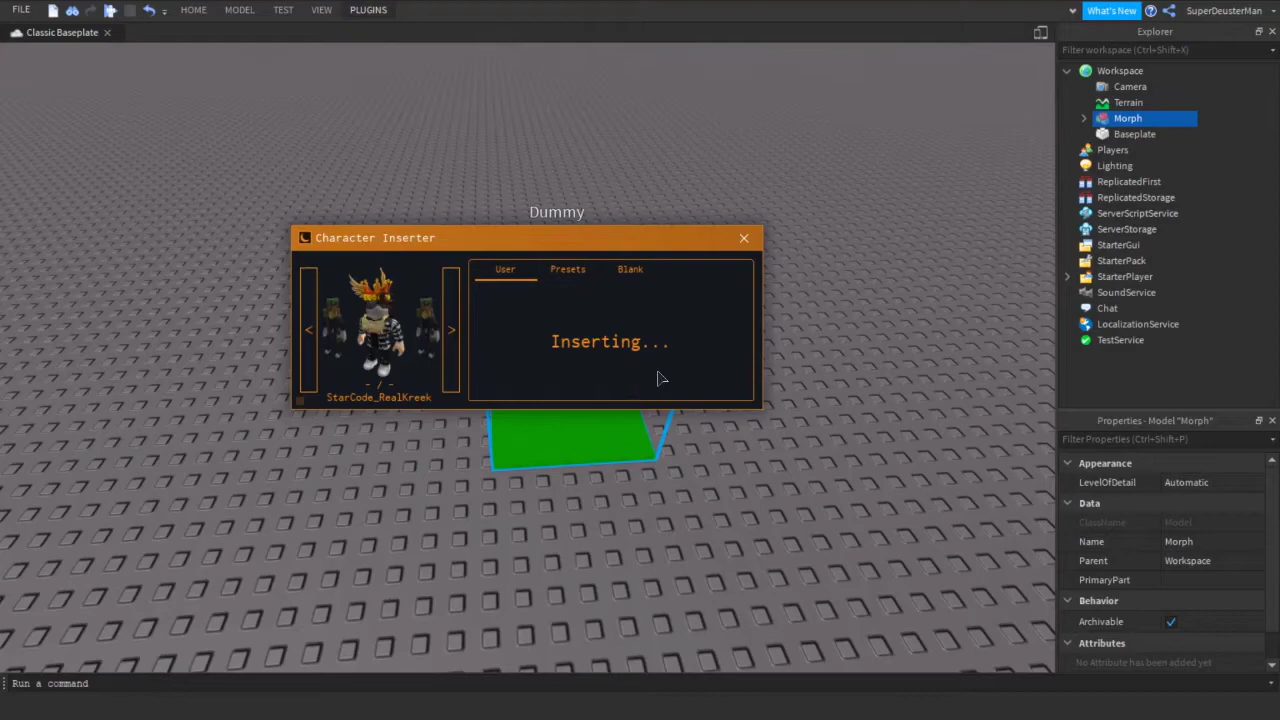 FILE
HOME
MODEL
TEST
VIEW
PLUGINS
What's New
SuperDeusterMan
Classic Baseplate
Explorer
Filter workspace (Ctrl+Shift+X)
Workspace
Camera
Terrain
Morph
Baseplate
Players
Lighting
ReplicatedFirst
ReplicatedStorage
ServerScriptService
ServerStorage
StarterGui
StarterPack
StarterPlayer
SoundService
Chat
LocalizationService
TestService
Dummy
Character Inserter
User
Presets
Blank
<
>
Inserting...
- / -
StarCode_RealKreek
Properties - Model "Morph"
Filter Properties (Ctrl+Shift+P)
Appearance
LevelOfDetail Automatic
Data
ClassName Model
Name Morph
Parent Workspace
PrimaryPart
Behavior
Archivable
Attributes
No Attribute has been added yet
Run a command